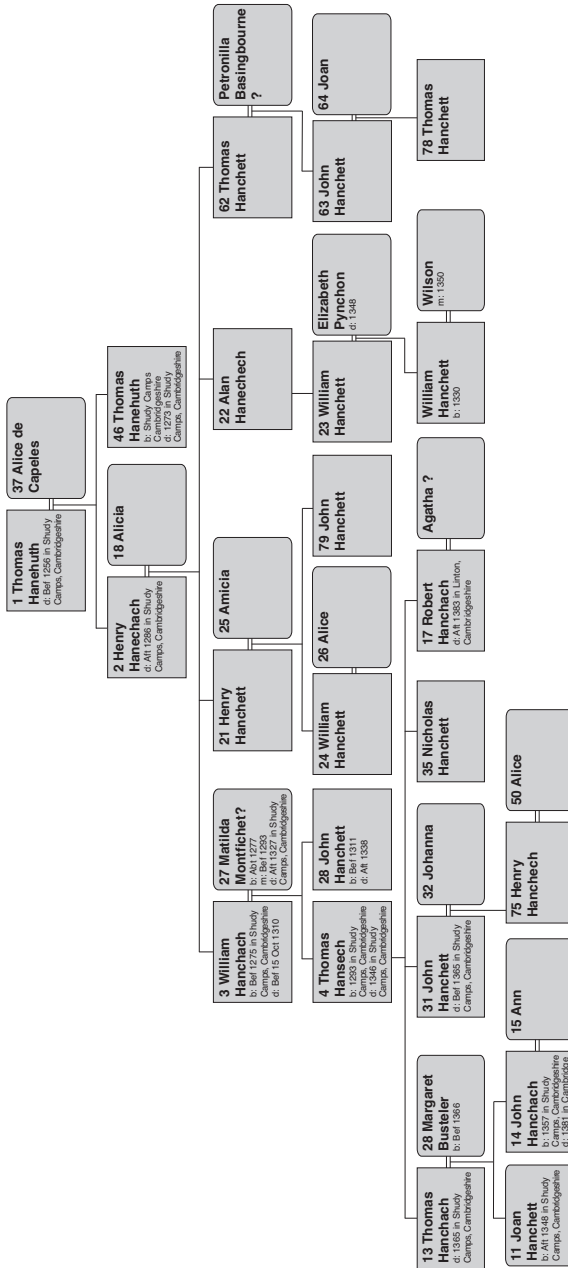 1 Thomas
Hanehuth
d: Bef 1256 in Shudy
Camps, Cambridgeshire
37 Alice de
Capeles
2 Henry
Hanechach
d: Aft 1286 in Shudy
Camps, Cambridgeshire
18 Alicia
46 Thomas
Hanehuth
b: Shudy Camps
Cambridgeshire
d: 1273 in Shudy
Camps, Cambridgeshire
3 William
Hanchach
b: Bef 1275 in Shudy
Camps, Cambridgeshire
d: Bef 15 Oct 1310
27 Matilda
Montfichet?
b: Abt 1277
m: Bef 1293
d: Aft 1327 in Shudy
Camps, Cambridgeshire
21 Henry
Hanchett
25 Amicia
22 Alan
Hanechech
62 Thomas
Hanchett
Petronilla
Basingbourne
?
4 Thomas
Hansech
b: 1293 in Shudy
Camps, Cambridgeshire
d: 1346 in Shudy
Camps, Cambridgeshire
28 John
Hanchett
b: Bef 1311
d: Aft 1338
24 William
Hanchett
26 Alice
79 John
Hanchett
23 William
Hanchett
Elizabeth
Pynchon
d: 1348
63 John
Hanchett
64 Joan
13 Thomas
Hanchach
d: 1365 in Shudy
Camps, Cambridgeshire
28 Margaret
Busteler
b: Bef 1366
31 John
Hanchett
d: Bef 1365 in Shudy
Camps, Cambridgeshire
32 Johanna
35 Nicholas
Hanchett
17 Robert
Hanchach
d: Aft 1383 in Linton,
Cambridgeshire
Agatha ?
William
Hanchett
b: 1330
Wilson
m: 1350
78 Thomas
Hanchett
11 Joan
Hanchett
b: Aft 1348 in Shudy
Camps, Cambridgeshire
14 John
Hanchach
b: 1357 in Shudy
Camps, Cambridgeshire
d: 1381 in Cambridge
15 Ann
75 Henry
Hanchech
50 Alice